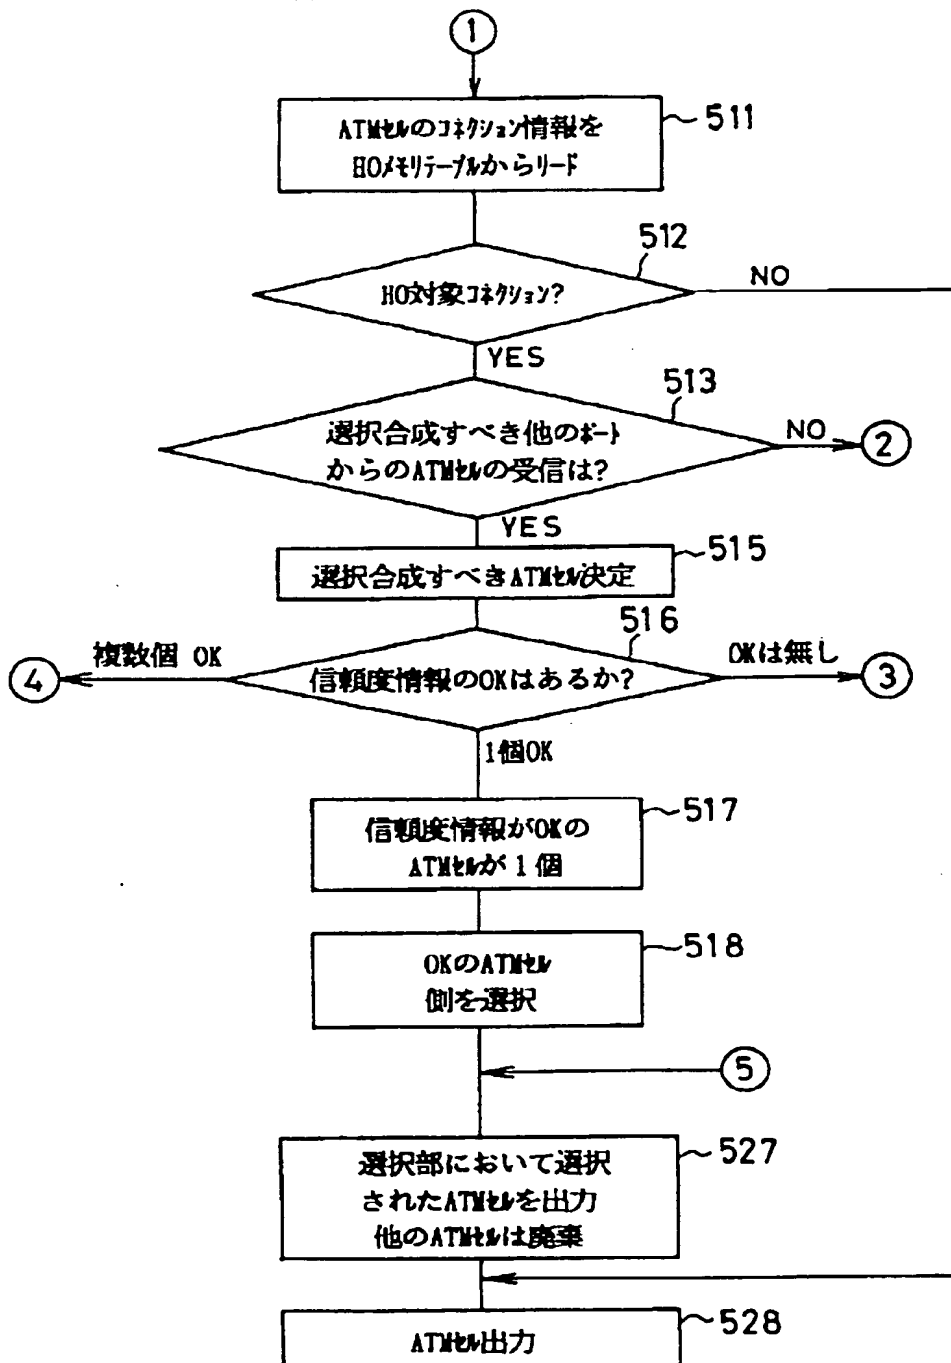 1
ATMセルのコネクション情報を
HOメモリテーブルからリード
511
HO対象コネクション?
512
NO
YES
選択合成すべき他のポート
からのATMセルの受信は?
513
NO
2
YES
選択合成すべきATMセル決定
515
信頼度情報のOKはあるか?
516
複数個 OK
4
OKは無し
3
1個OK
信頼度情報がOKの
ATMセルが1個
517
OKのATMセル
側を選択
518
5
選択部において選択
されたATMセルを出力
他のATMセルは廃棄
527
ATMセル出力
528